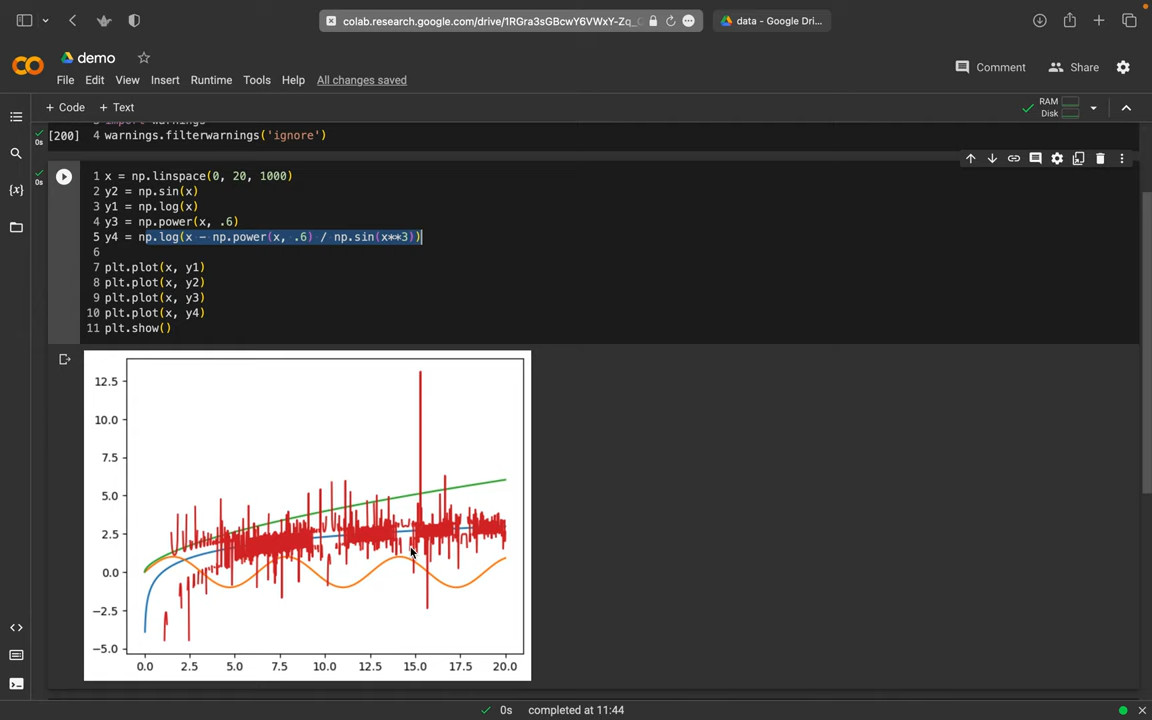 colab.research.google.com/drive/1RGra3sGBcwY6VWxY-Zq_
data - Google Dri...
demo
File Edit View Insert Runtime Tools Help All changes saved
Comment
Share
+ Code + Text
RAM
Disk
0s
[200]
4 warnings.filterwarnings('ignore')
0s
1 x = np.linspace(0, 20, 1000)
2 y2 = np.sin(x)
3 y1 = np.log(x)
4 y3 = np.power(x, .6)
5 y4 = np.log(x - np.power(x, .6) / np.sin(x**3))
6
7 plt.plot(x, y1)
8 plt.plot(x, y2)
9 plt.plot(x, y3)
10 plt.plot(x, y4)
11 plt.show()
{x}
12.5
10.0
7.5
5.0
2.5
0.0
−2.5
−5.0
0.0 2.5 5.0 7.5 10.0 12.5 15.0 17.5 20.0
0s completed at 11:44